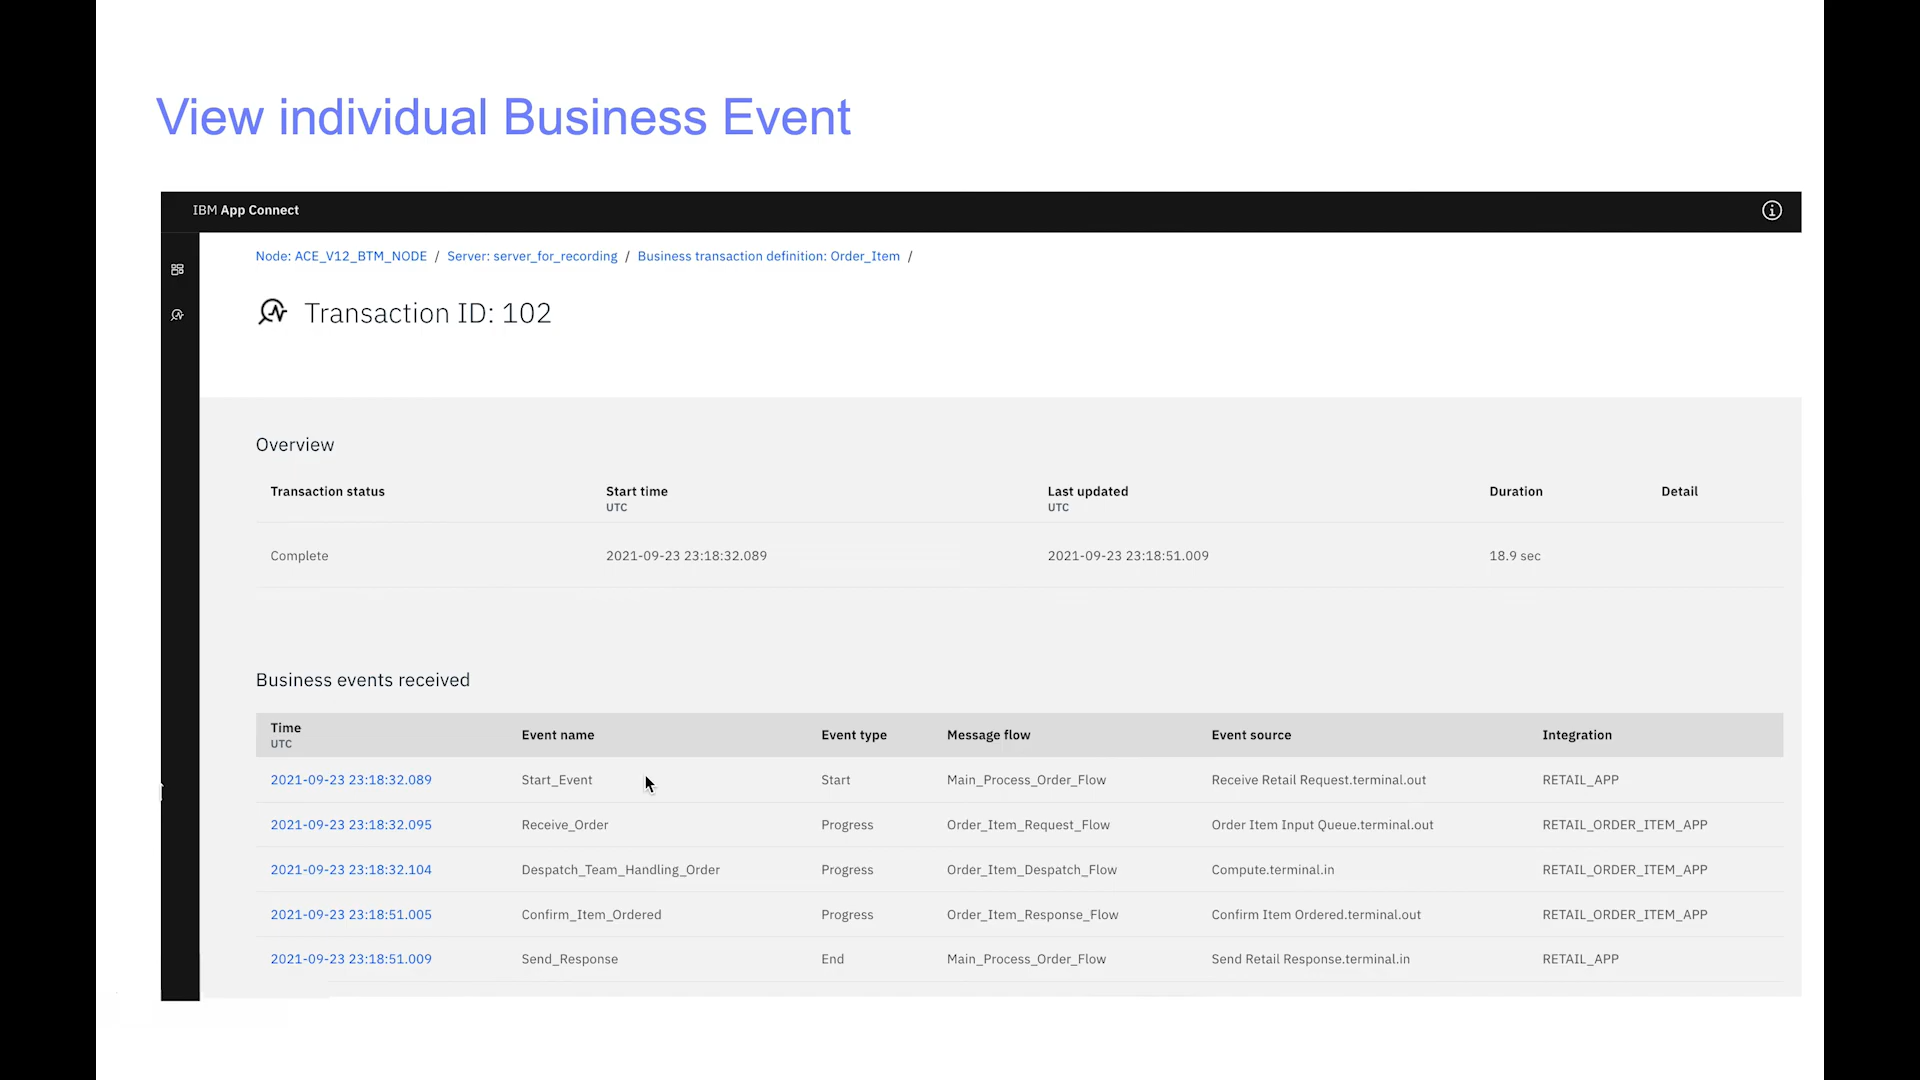 View individual Business Event
IBM App Connect
Node: ACE_V12_BTM_NODE / Server: server_for_recording / Business transaction definition: Order_Item /
Transaction ID: 102
Overview
Transaction status Start time Last updated Duration Detail
UTC UTC
Complete 2021-09-23 23:18:32.089 2021-09-23 23:18:51.009 18.9 sec
Business events received
Time Event name Event type Message flow Event source Integration
UTC
2021-09-23 23:18:32.089 Start_Event Start Main_Process_Order_Flow Receive Retail Request.terminal.out RETAIL_APP
2021-09-23 23:18:32.095 Receive_Order Progress Order_Item_Request_Flow Order Item Input Queue.terminal.out RETAIL_ORDER_ITEM_APP
2021-09-23 23:18:32.104 Despatch_Team_Handling_Order Progress Order_Item_Despatch_Flow Compute.terminal.in RETAIL_ORDER_ITEM_APP
2021-09-23 23:18:51.005 Confirm_Item_Ordered Progress Order_Item_Response_Flow Confirm Item Ordered.terminal.out RETAIL_ORDER_ITEM_APP
2021-09-23 23:18:51.009 Send_Response End Main_Process_Order_Flow Send Retail Response.terminal.in RETAIL_APP